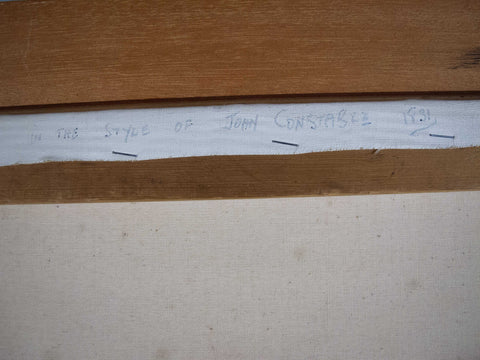 IN THE STYLE OF JOHN CONSTABLE